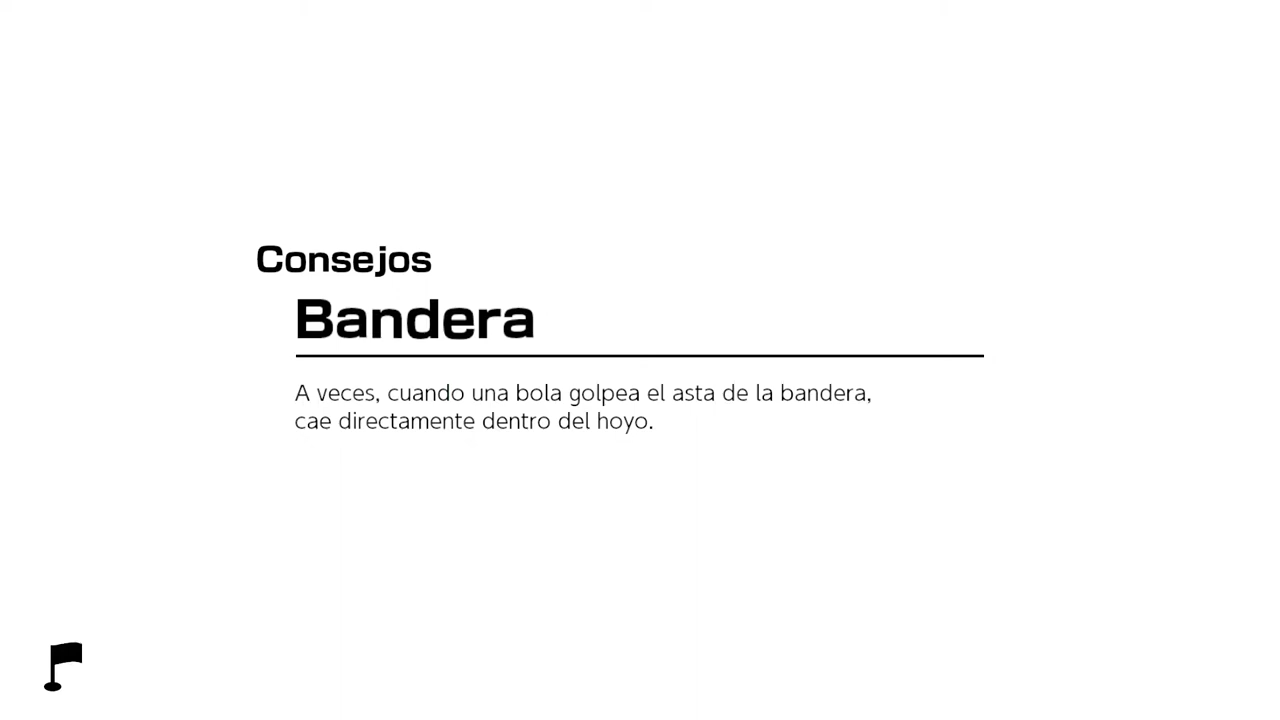 Consejos
Bandera
A veces, cuando una bola golpea el asta de la bandera,
cae directamente dentro del hoyo.